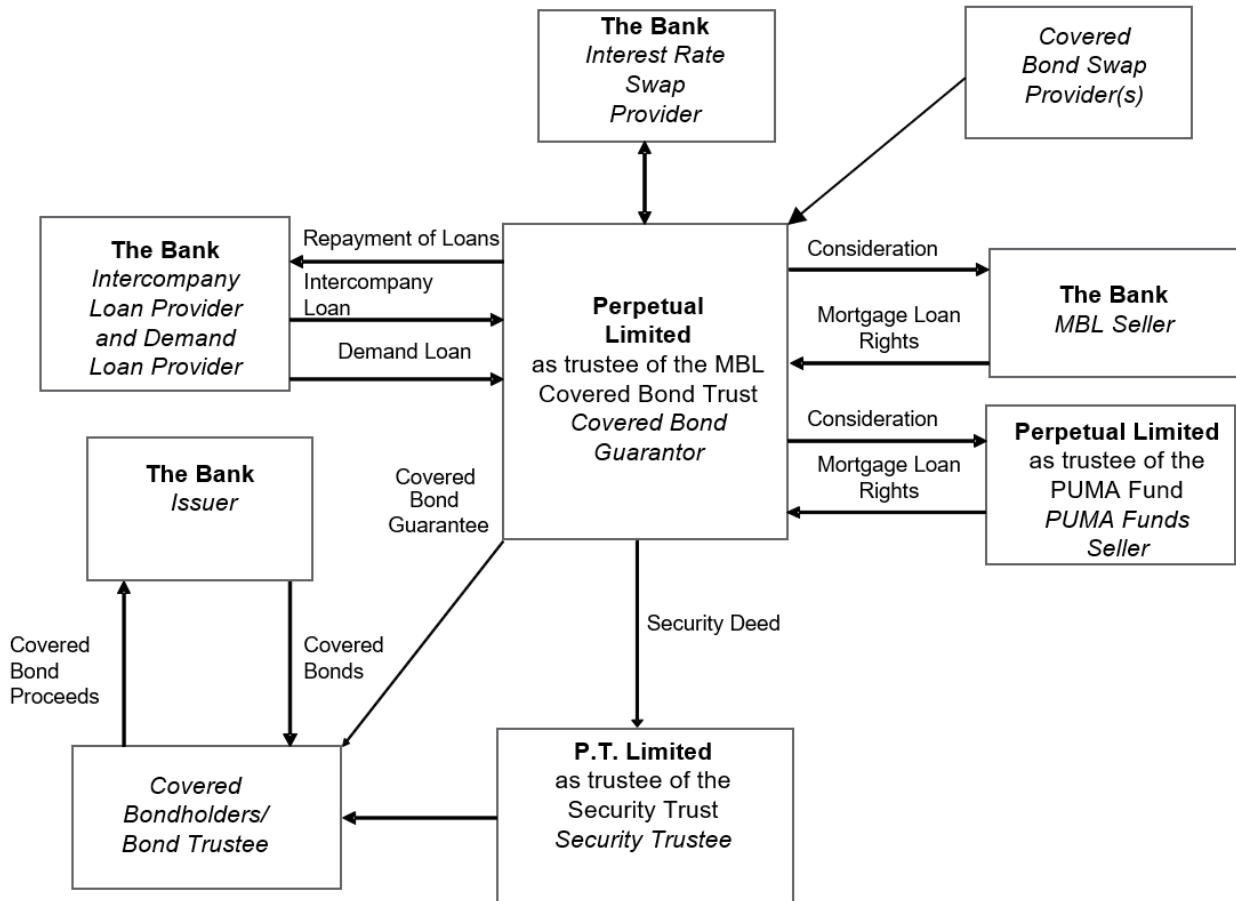 The Bank
Interest Rate
Swap
Provider
Covered
Bond Swap
Provider(s)
The Bank
Intercompany
Loan Provider
and Demand
Loan Provider
Repayment of Loans
Intercompany
Loan
Demand Loan
Perpetual
Limited
as trustee of the MBL
Covered Bond Trust
Covered Bond
Guarantor
Consideration
Mortgage Loan
Rights
The Bank
MBL Seller
Consideration
Mortgage Loan
Rights
Perpetual Limited
as trustee of the
PUMA Fund
PUMA Funds
Seller
The Bank
Issuer
Covered
Bond
Guarantee
Security Deed
Covered
Bond
Proceeds
Covered
Bonds
Covered
Bondholders/
Bond Trustee
P.T. Limited
as trustee of the
Security Trust
Security Trustee